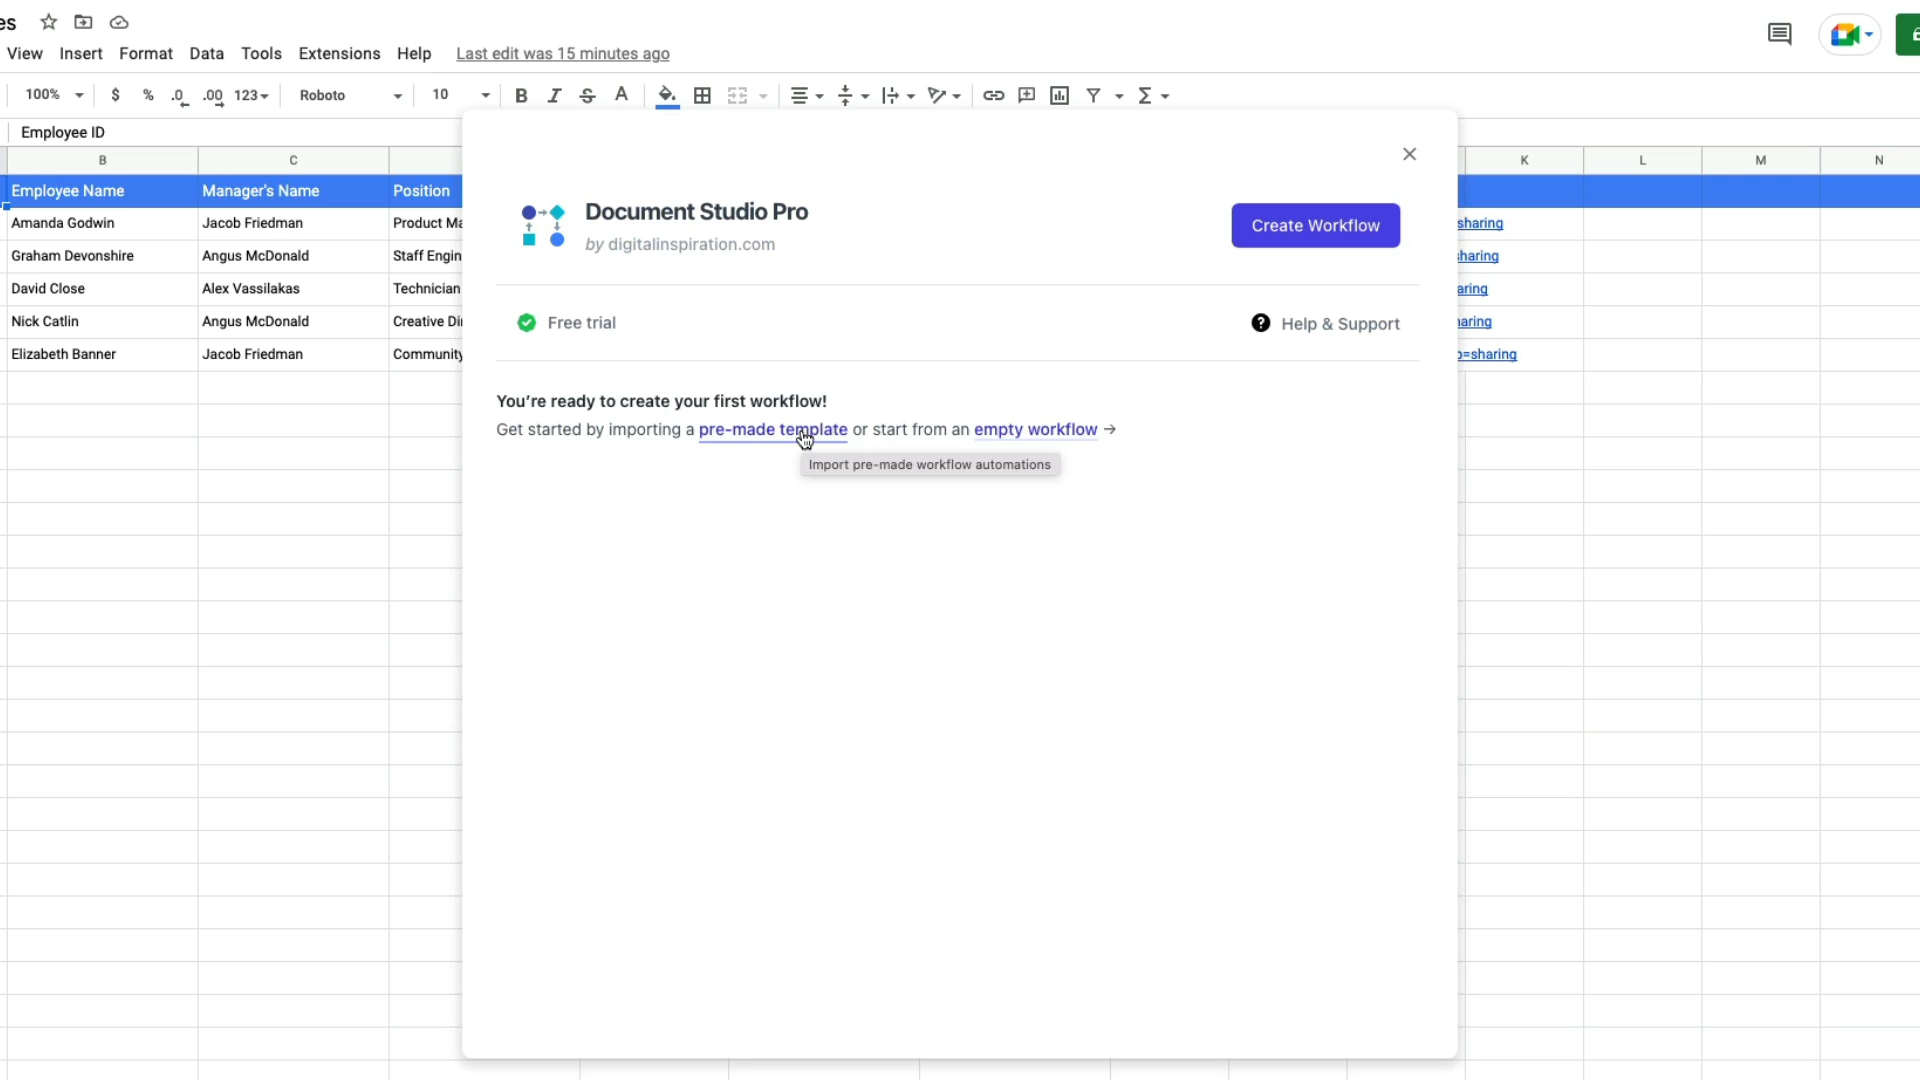 es
View Insert Format Data Tools Extensions Help Last edit was 15 minutes ago
100% $ % .0 .00 123 Roboto 10 B I S A
Employee ID
B C K L M N
Employee Name Manager's Name Position
Amanda Godwin Jacob Friedman Product Ma
Graham Devonshire Angus McDonald Staff Engin
David Close Alex Vassilakas Technician
Nick Catlin Angus McDonald Creative Di
Elizabeth Banner Jacob Friedman Community
sharing
haring
aring
haring
=sharing
Document Studio Pro
by digitalinspiration.com
Create Workflow
Free trial
Help & Support
You're ready to create your first workflow!
Get started by importing a pre-made template or start from an empty workflow →
Import pre-made workflow automations